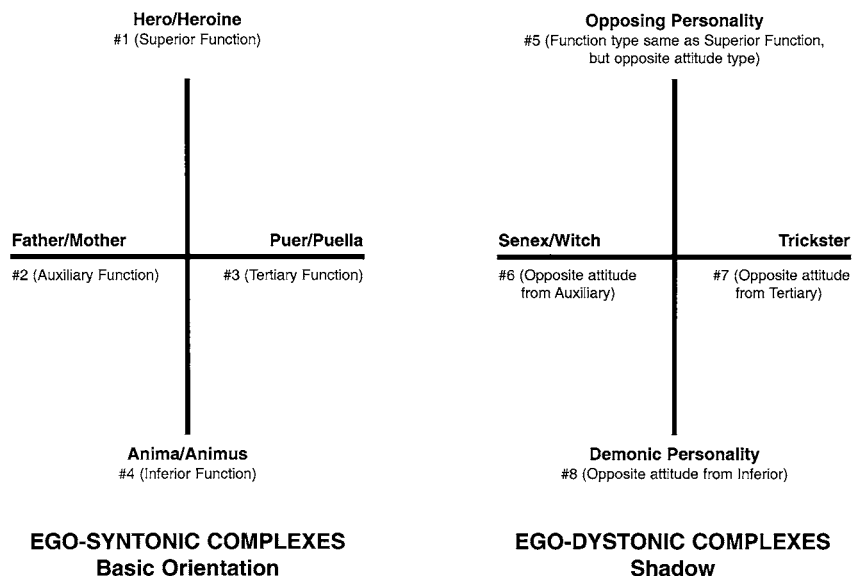 Hero/Heroine
#1 (Superior Function)
Father/Mother
#2 (Auxiliary Function)
Puer/Puella
#3 (Tertiary Function)
Anima/Animus
#4 (Inferior Function)
EGO-SYNTONIC COMPLEXES
Basic Orientation
Opposing Personality
#5 (Function type same as Superior Function,
but opposite attitude type)
Senex/Witch
#6 (Opposite attitude
from Auxiliary)
Trickster
#7 (Opposite attitude
from Tertiary)
Demonic Personality
#8 (Opposite attitude from Inferior)
EGO-DYSTONIC COMPLEXES
Shadow